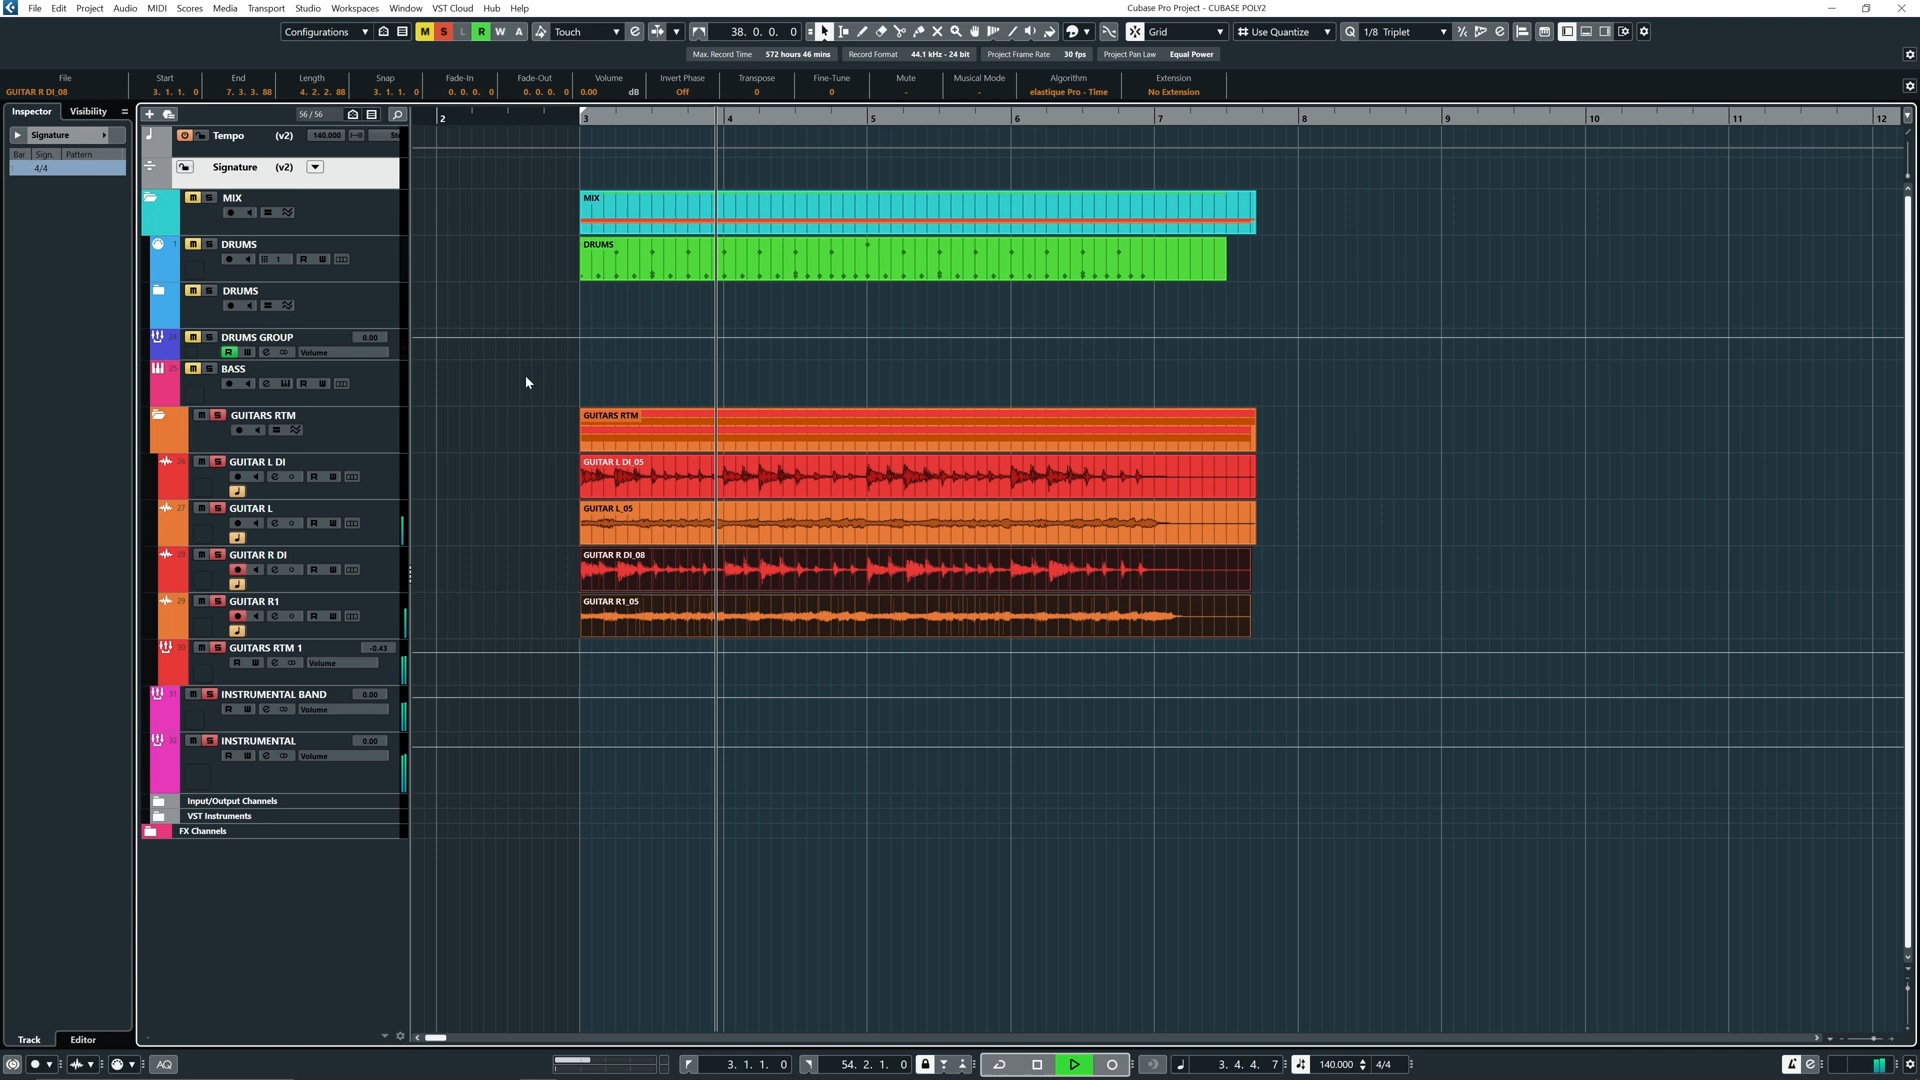 File Edit Project Audio MIDI Scores Media Transport Studio Workspaces Window VST Cloud Hub Help
Cubase Pro Project - CUBASE POLY2
Configurations M S L R W A Touch 38. 0. 0. 0 Grid Use Quantize Q 1/8 Triplet
Max. Record Time 572 hours 46 mins Record Format 44.1 kHz - 24 bit Project Frame Rate 30 fps Project Pan Law Equal Power
File Start End Length Snap Fade-In Fade-Out Volume Invert Phase Transpose Fine-Tune Mute Musical Mode Algorithm Extension
GUITAR R DI_08 3. 1. 1. 0 7. 3. 3. 88 4. 2. 2. 88 3. 1. 1. 0 0. 0. 0. 0 0. 0. 0. 0 0.00 dB Off 0 0 - - elastique Pro - Time No Extension
Inspector Visibility
56 / 56
2 3 4 5 6 7 8 9 10 11 12
Signature
Bar Sign. Pattern
1 4/4
Tempo (v2) 140.000
Signature (v2)
m S MIX
MIX
1 m S DRUMS
DRUMS
m S DRUMS
24 m S DRUMS GROUP 0.00
R W e Volume
25 m S BASS
m S GUITARS RTM
GUITARS RTM
26 m S GUITAR L DI
GUITAR L DI_05
27 m S GUITAR L
GUITAR L_05
28 m S GUITAR R DI
GUITAR R DI_08
29 m S GUITAR R1
GUITAR R1_05
30 m S GUITARS RTM 1 -0.43
R W e Volume
31 m S INSTRUMENTAL BAND 0.00
R W e Volume
32 m S INSTRUMENTAL 0.00
R W e Volume
Input/Output Channels
VST Instruments
FX Channels
Track Editor
AQ 3. 1. 1. 0 54. 2. 1. 0 3. 4. 4. 7 140.000 4/4